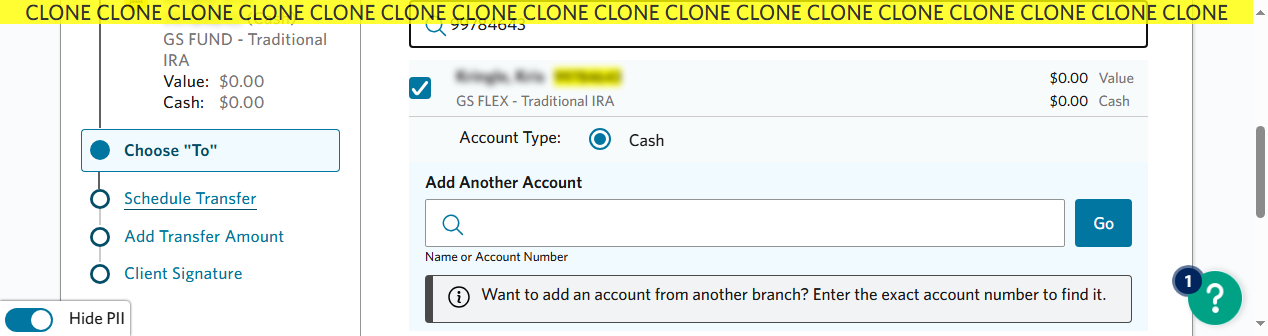 CLONE CLONE CLONE CLONE CLONE CLONE CLONE CLONE CLONE CLONE CLONE CLONE CLONE CLONE CLONE CLONE CLONE
GS FUND - Traditional
IRA
Value: $0.00
Cash: $0.00
Choose "To"
Schedule Transfer
Add Transfer Amount
Client Signature
Hide PII
99784643
$0.00 Value
GS FLEX - Traditional IRA
$0.00 Cash
Account Type:
Cash
Add Another Account
Go
Name or Account Number
Want to add an account from another branch? Enter the exact account number to find it.
1
?